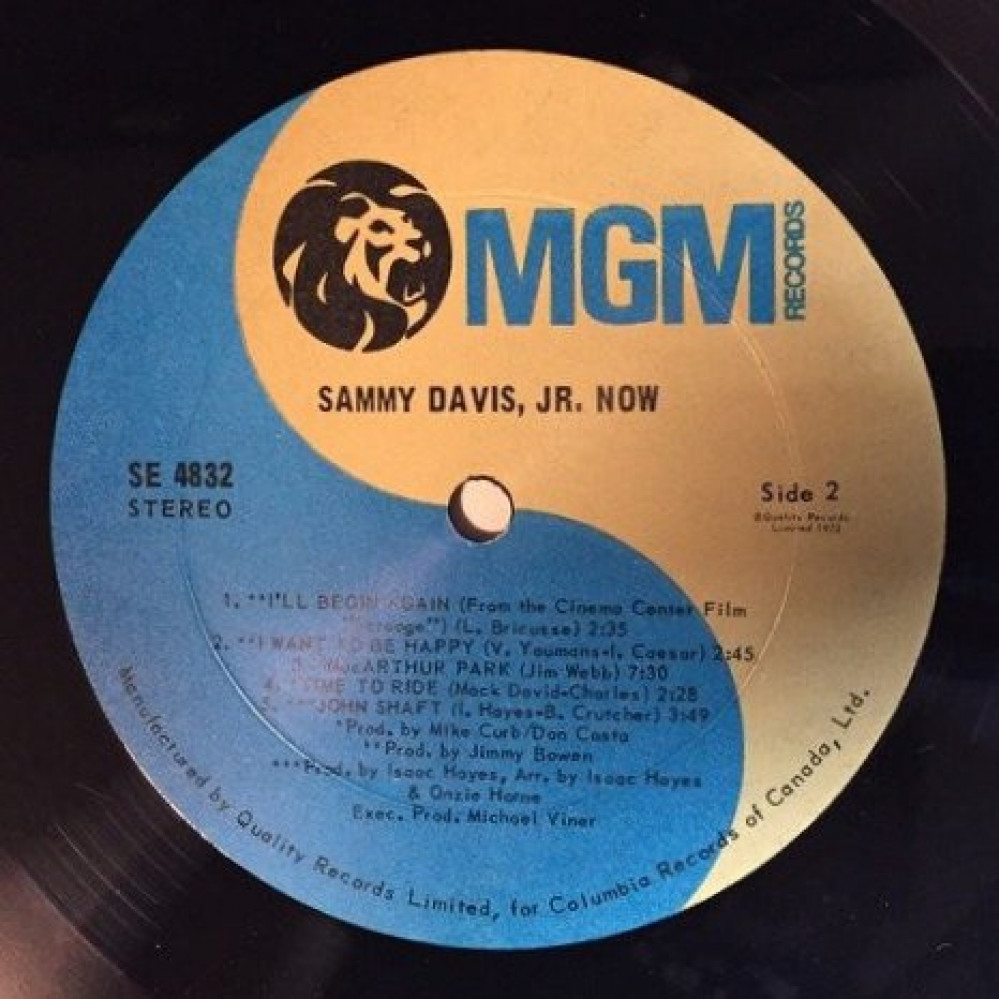 MGM RECORDS
SAMMY DAVIS, JR. NOW
SE 4832
STEREO
Side 2
Quality Records
Limited 1972
1. **I'LL BEGIN AGAIN (From the Cinema Center Film
"Scrooge") (L. Bricusse) 2:35
2. **I WANT TO BE HAPPY (V. Youmans-I. Caesar) 2:45
3. MacARTHUR PARK (Jim Webb) 7:30
4. TIME TO RIDE (Mack David-Charles) 2:28
5. ***JOHN SHAFT (I. Hayes-B. Crutcher) 3:49
*Prod. by Mike Curb/Don Costa
**Prod. by Jimmy Bowen
***Prod. by Isaac Hayes, Arr. by Isaac Hayes
& Onzie Horne
Exec. Prod. Michael Viner
Manufactured by Quality Records Limited, for Columbia Records of Canada, Ltd.